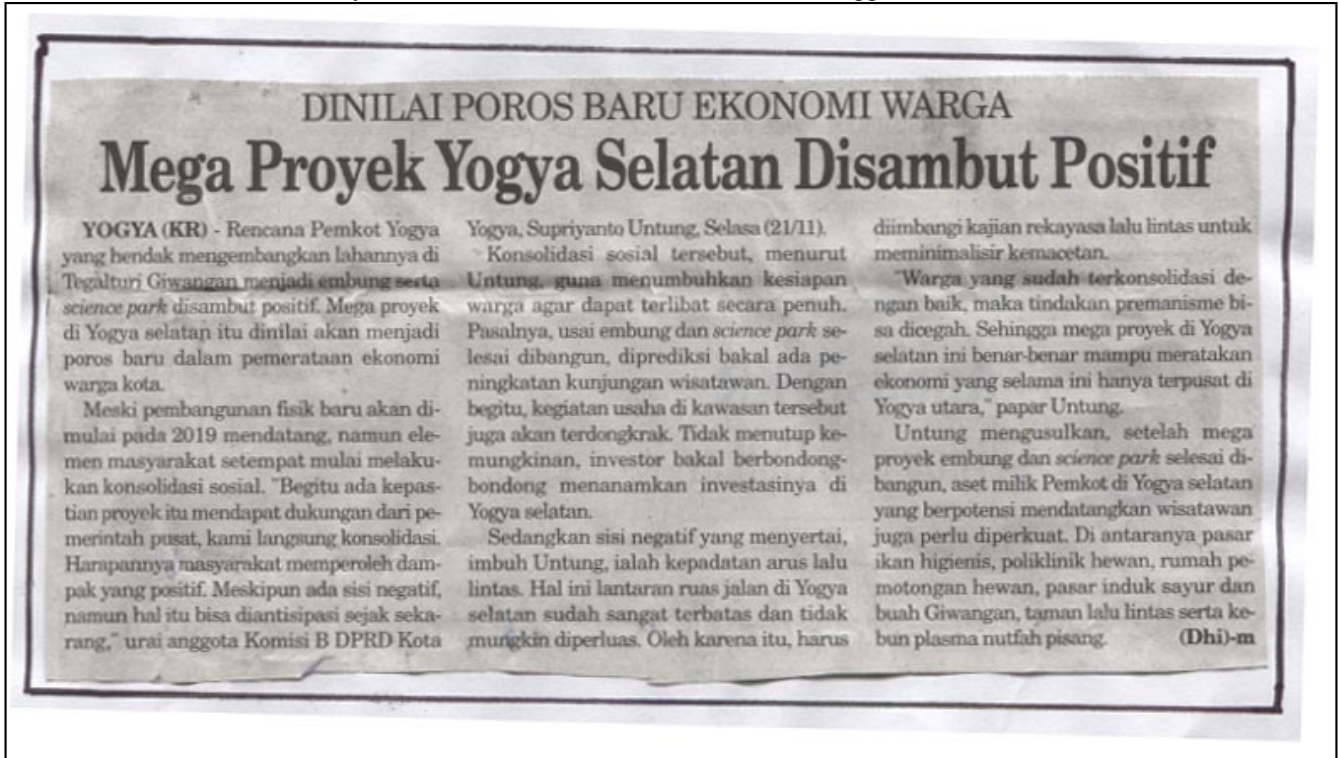 DINILAI POROS BARU EKONOMI WARGA
Mega Proyek Yogya Selatan Disambut Positif
YOGYA (KR) - Rencana Pemkot Yogya
yang hendak mengembangkan lahannya di
Tegalturi Giwangan menjadi embung serta
science park disambut positif. Mega proyek
di Yogya selatan itu dinilai akan menjadi
poros baru dalam pemerataan ekonomi
warga kota.
Meski pembangunan fisik baru akan di-
mulai pada 2019 mendatang, namun ele-
men masyarakat setempat mulai melaku-
kan konsolidasi sosial. "Begitu ada kepas-
tian proyek itu mendapat dukungan dari pe-
merintah pusat, kami langsung konsolidasi.
Harapannya masyarakat memperoleh dam-
pak yang positif. Meskipun ada sisi negatif,
namun hal itu bisa diantisipasi sejak seka-
rang," urai anggota Komisi B DPRD Kota
Yogya, Supriyanto Untung, Selasa (21/11).
Konsolidasi sosial tersebut, menurut
Untung, guna menumbuhkan kesiapan
warga agar dapat terlibat secara penuh.
Pasalnya, usai embung dan science park se-
lesai dibangun, diprediksi bakal ada pe-
ningkatan kunjungan wisatawan. Dengan
begitu, kegiatan usaha di kawasan tersebut
juga akan terdongkrak. Tidak menutup ke-
mungkinan, investor bakal berbondong-
bondong menanamkan investasinya di
Yogya selatan.
Sedangkan sisi negatif yang menyertai,
imbuh Untung, ialah kepadatan arus lalu
lintas. Hal ini lantaran ruas jalan di Yogya
selatan sudah sangat terbatas dan tidak
mungkin diperluas. Oleh karena itu, harus
diimbangi kajian rekayasa lalu lintas untuk
meminimalisir kemacetan.
"Warga yang sudah terkonsolidasi de-
ngan baik, maka tindakan premanisme bi-
sa dicegah. Sehingga mega proyek di Yogya
selatan ini benar-benar mampu meratakan
ekonomi yang selama ini hanya terpusat di
Yogya utara," papar Untung.
Untung mengusulkan, setelah mega
proyek embung dan science park selesai di-
bangun, aset milik Pemkot di Yogya selatan
yang berpotensi mendatangkan wisatawan
juga perlu diperkuat. Di antaranya pasar
ikan higienis, poliklinik hewan, rumah pe-
motongan hewan, pasar induk sayur dan
buah Giwangan, taman lalu lintas serta ke-
bun plasma nutfah pisang. (Dhi)-m